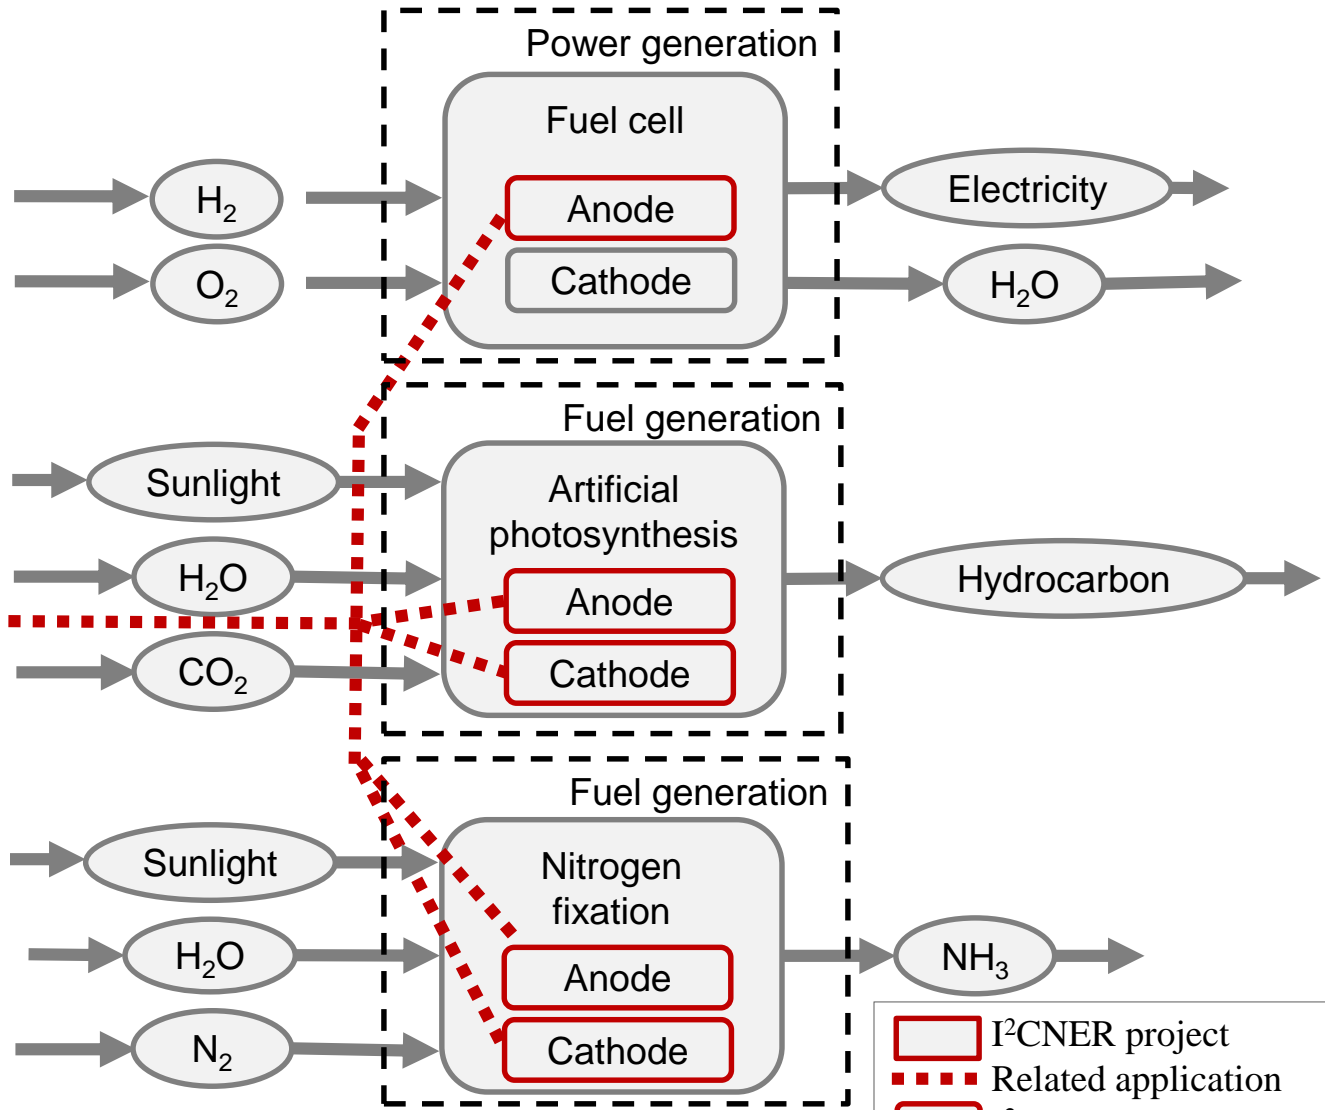 Power generation
Fuel cell
H₂
Anode
Electricity
O₂
Cathode
H₂O
Fuel generation
Sunlight
Artificial
photosynthesis
H₂O
Anode
Hydrocarbon
CO₂
Cathode
Fuel generation
Sunlight
Nitrogen
fixation
H₂O
Anode
NH₃
N₂
Cathode
I²CNER project
Related application